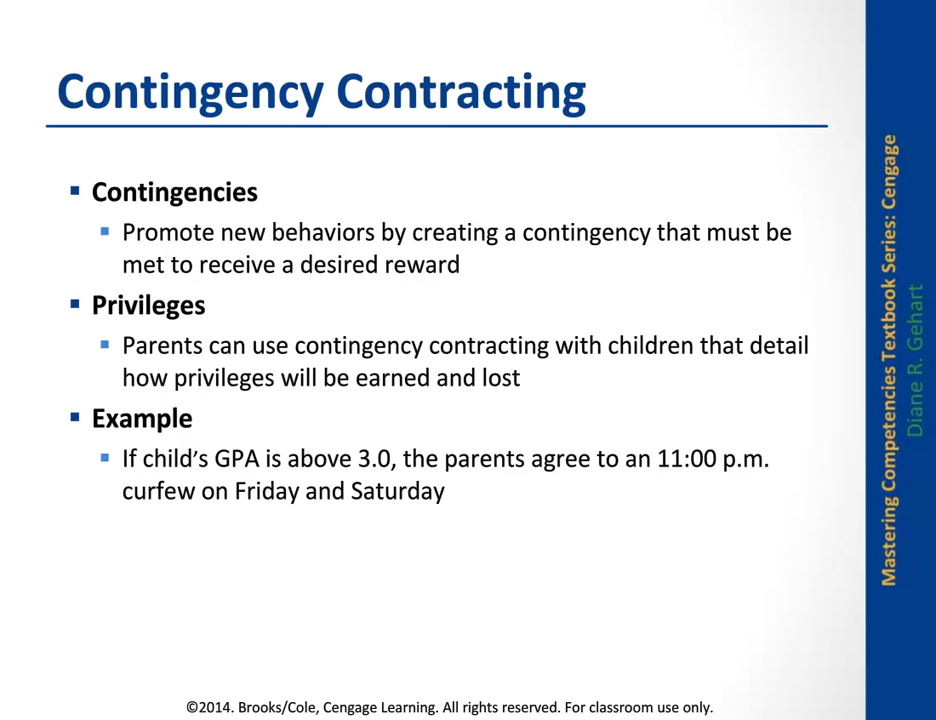 Contingency Contracting
Contingencies
Promote new behaviors by creating a contingency that must be
met to receive a desired reward
Privileges
Parents can use contingency contracting with children that detail
how privileges will be earned and lost
Example
If child's GPA is above 3.0, the parents agree to an 11:00 p.m.
curfew on Friday and Saturday
©2014. Brooks/Cole, Cengage Learning. All rights reserved. For classroom use only.
Mastering Competencies Textbook Series: Cengage
Diane R. Gehart